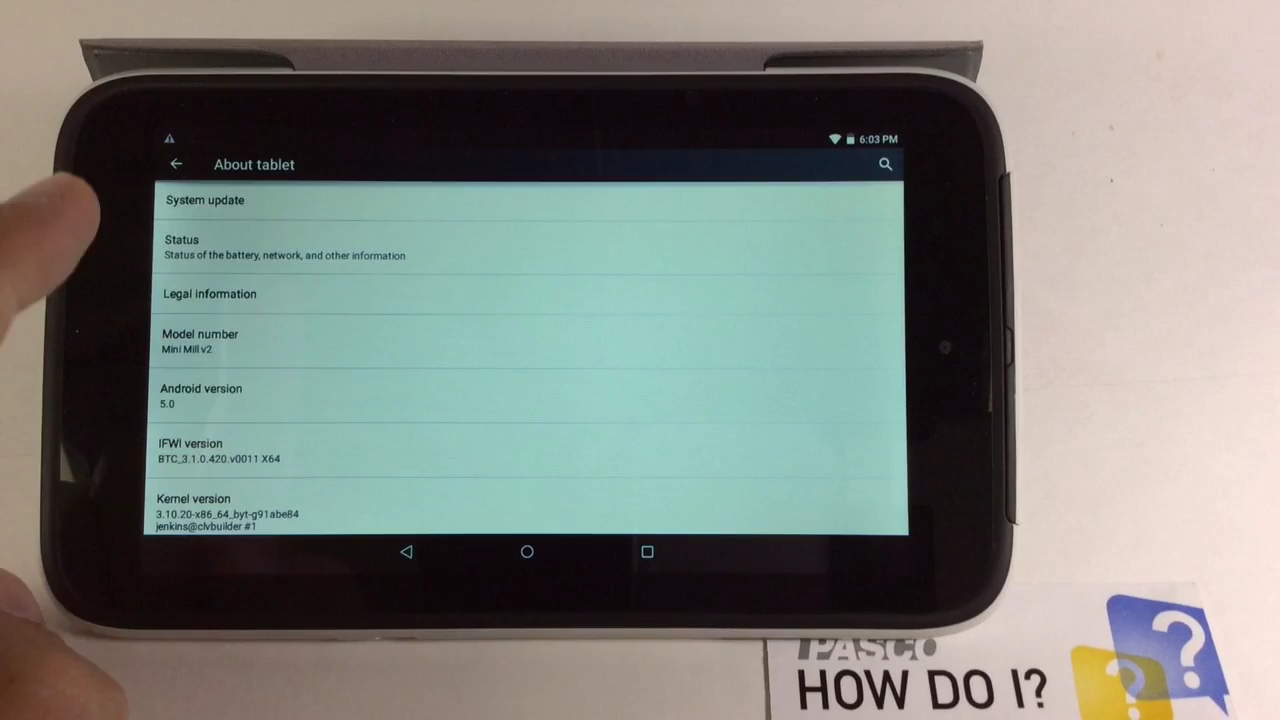 6:03 PM
About tablet
System update
Status
Status of the battery, network, and other information
Legal information
Model number
Mini Mill v2
Android version
5.0
IFWI version
BTC_3.1.0.420.v0011 X64
Kernel version
3.10.20-x86_64_byt-g91abe84
jenkins@clvbuilder #1
PASCO
HOW DO I?
? ?